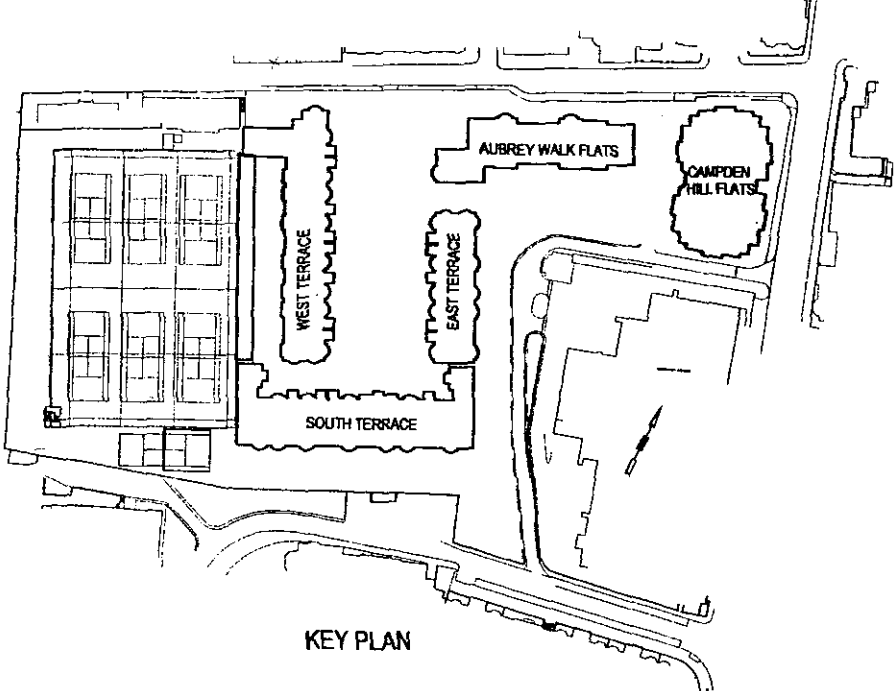 AUBREY WALK FLATS
CAMPDEN
HILL FLATS
WEST TERRACE
EAST TERRACE
SOUTH TERRACE
KEY PLAN